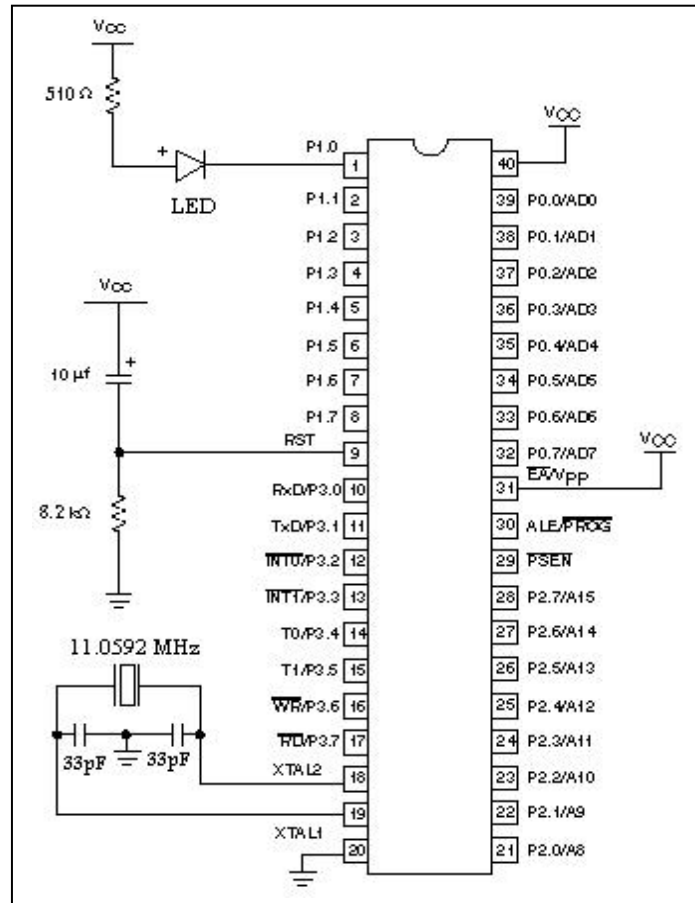 VCC
510 Ω
+
LED
P1.0
1
P1.1 2
P1.2 3
P1.3 4
P1.4 5
P1.5 6
P1.6 7
P1.7 8
VCC
+
10 µf
RST
9
8.2 kΩ
RxD/P3.0 10
TxD/P3.1 11
INT0/P3.2 12
INT1/P3.3 13
T0/P3.4 14
T1/P3.5 15
WR/P3.6 16
RD/P3.7 17
11.0592 MHz
33pF 33pF
XTAL2
18
19
XTAL1
20
VCC
40
39 P0.0/AD0
38 P0.1/AD1
37 P0.2/AD2
36 P0.3/AD3
35 P0.4/AD4
34 P0.5/AD5
33 P0.6/AD6
32 P0.7/AD7
VCC
31 EA/VPP
30 ALE/PROG
29 PSEN
28 P2.7/A15
27 P2.6/A14
26 P2.5/A13
25 P2.4/A12
24 P2.3/A11
23 P2.2/A10
22 P2.1/A9
21 P2.0/A8